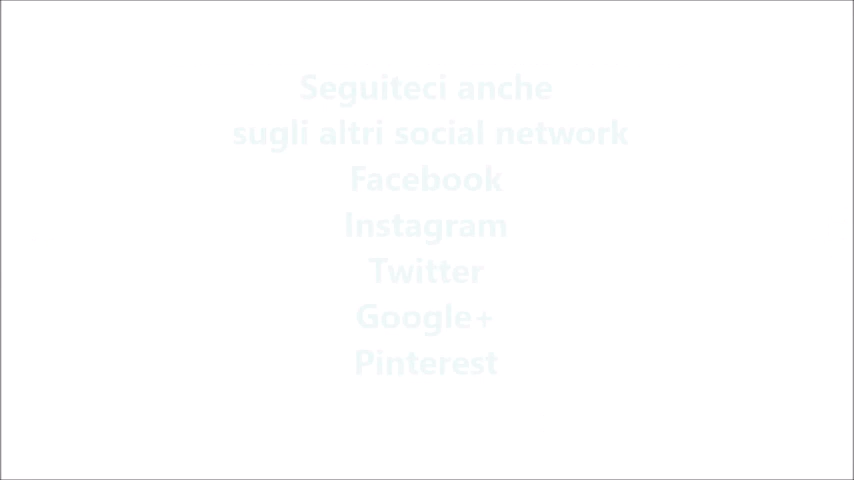 Seguiteci anche
sugli altri social network
Facebook
Instagram
Twitter
Google+
Pinterest